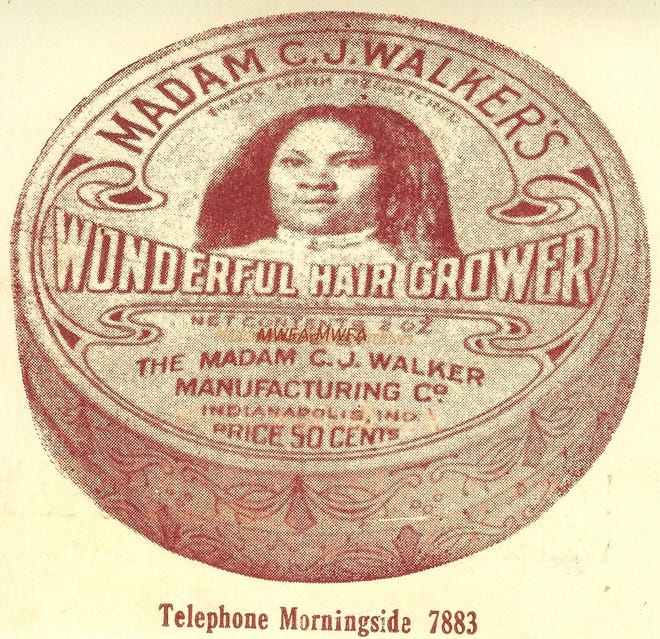 MADAM C.J. WALKER'S
TRADE MARK REGISTERED
WONDERFUL HAIR GROWER
NET CONTENTS 2 OZ
MWFA-MWFA
THE MADAM C.J. WALKER
MANUFACTURING Cº
INDIANAPOLIS, IND.
PRICE 50 CENTS
Telephone Morningside 7883